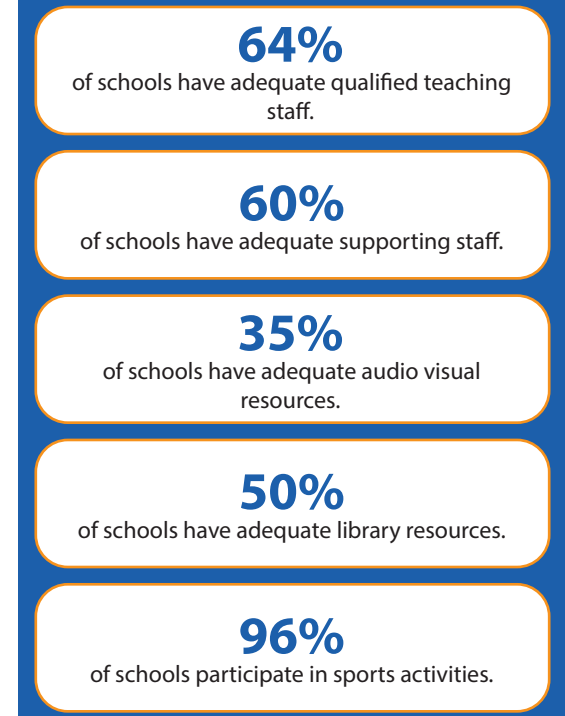 64%
of schools have adequate qualified teaching
staff.
60%
of schools have adequate supporting staff.
35%
of schools have adequate audio visual
resources.
50%
of schools have adequate library resources.
96%
of schools participate in sports activities.